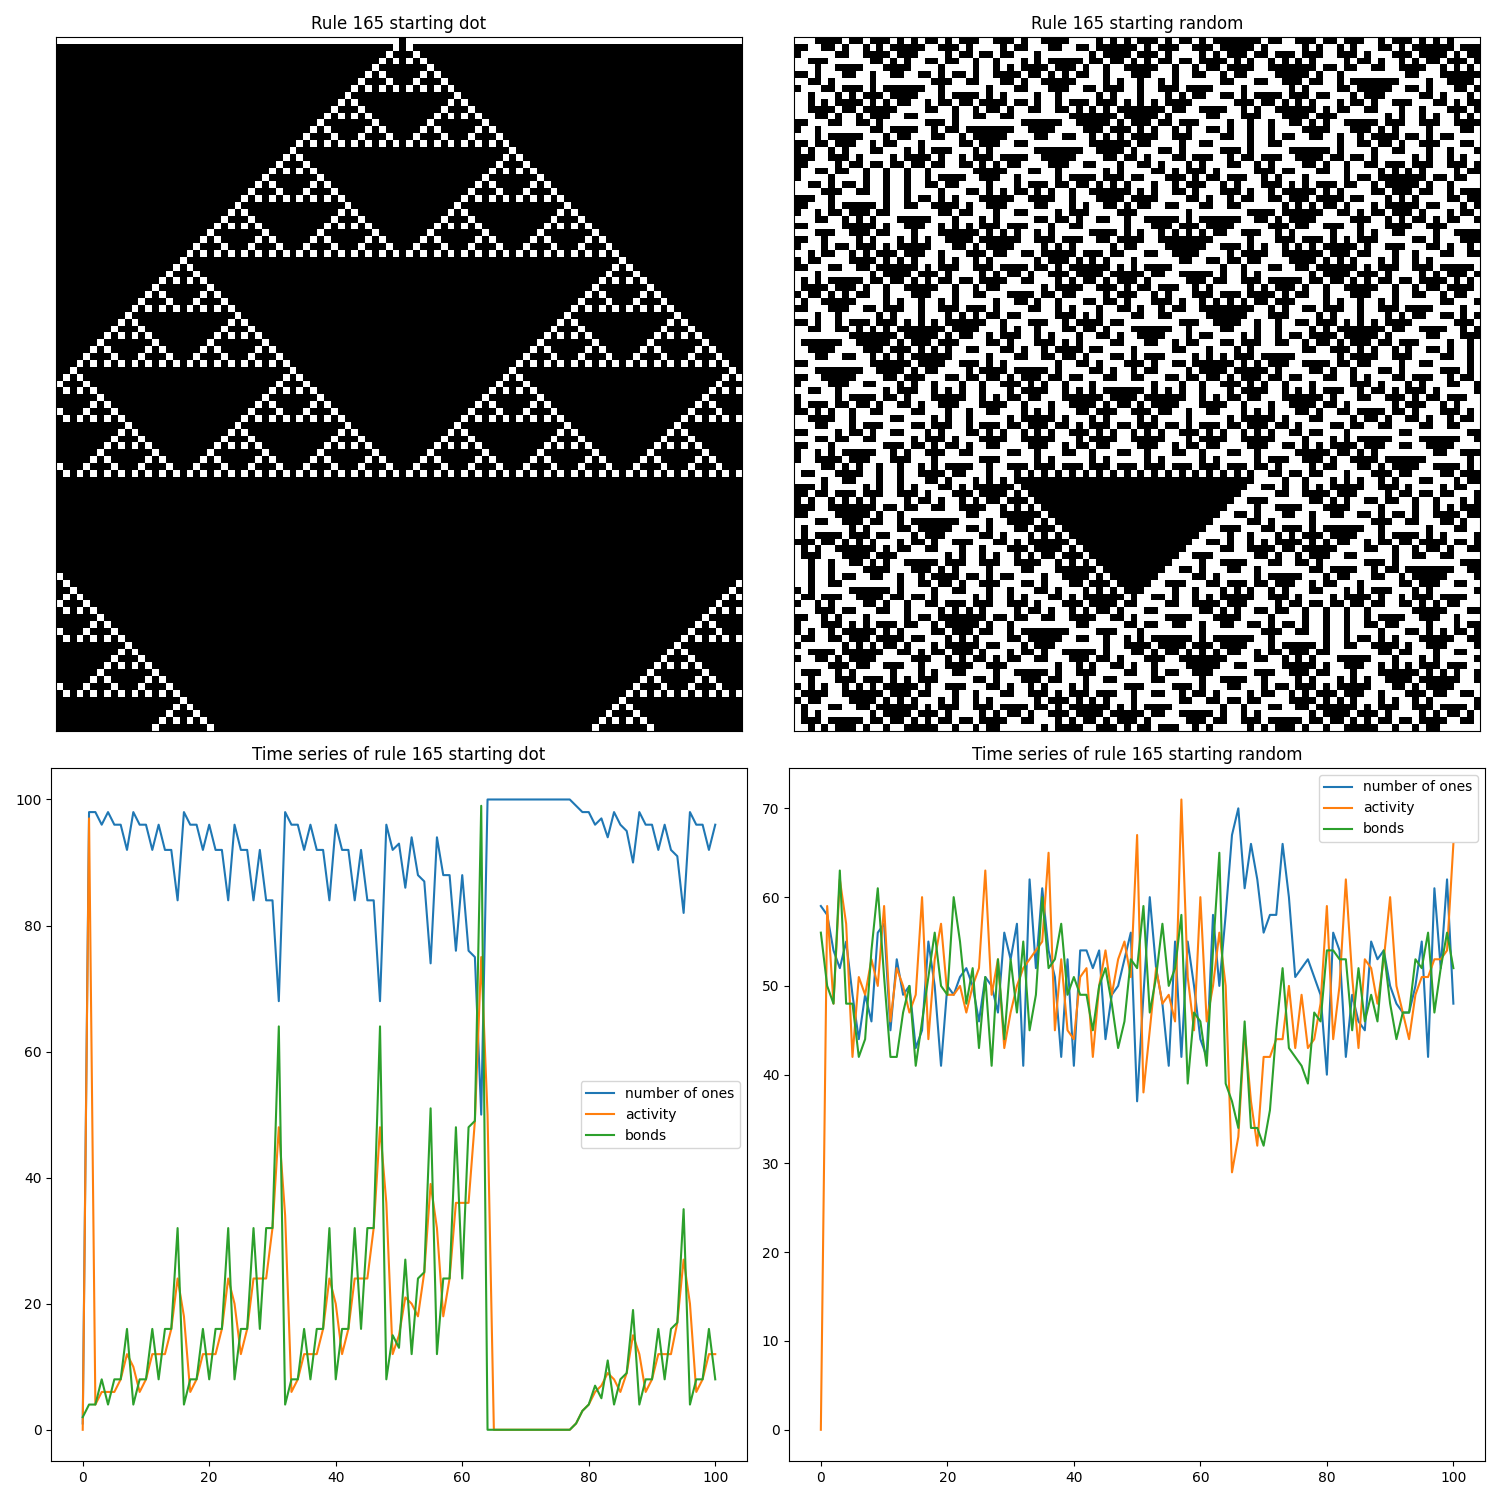 Rule 165 starting dot
Rule 165 starting random
Time series of rule 165 starting dot
100
80
60
40
20
0
number of ones
activity
bonds
0 20 40 60 80 100
Time series of rule 165 starting random
70
60
50
40
30
20
10
0
number of ones
activity
bonds
0 20 40 60 80 100